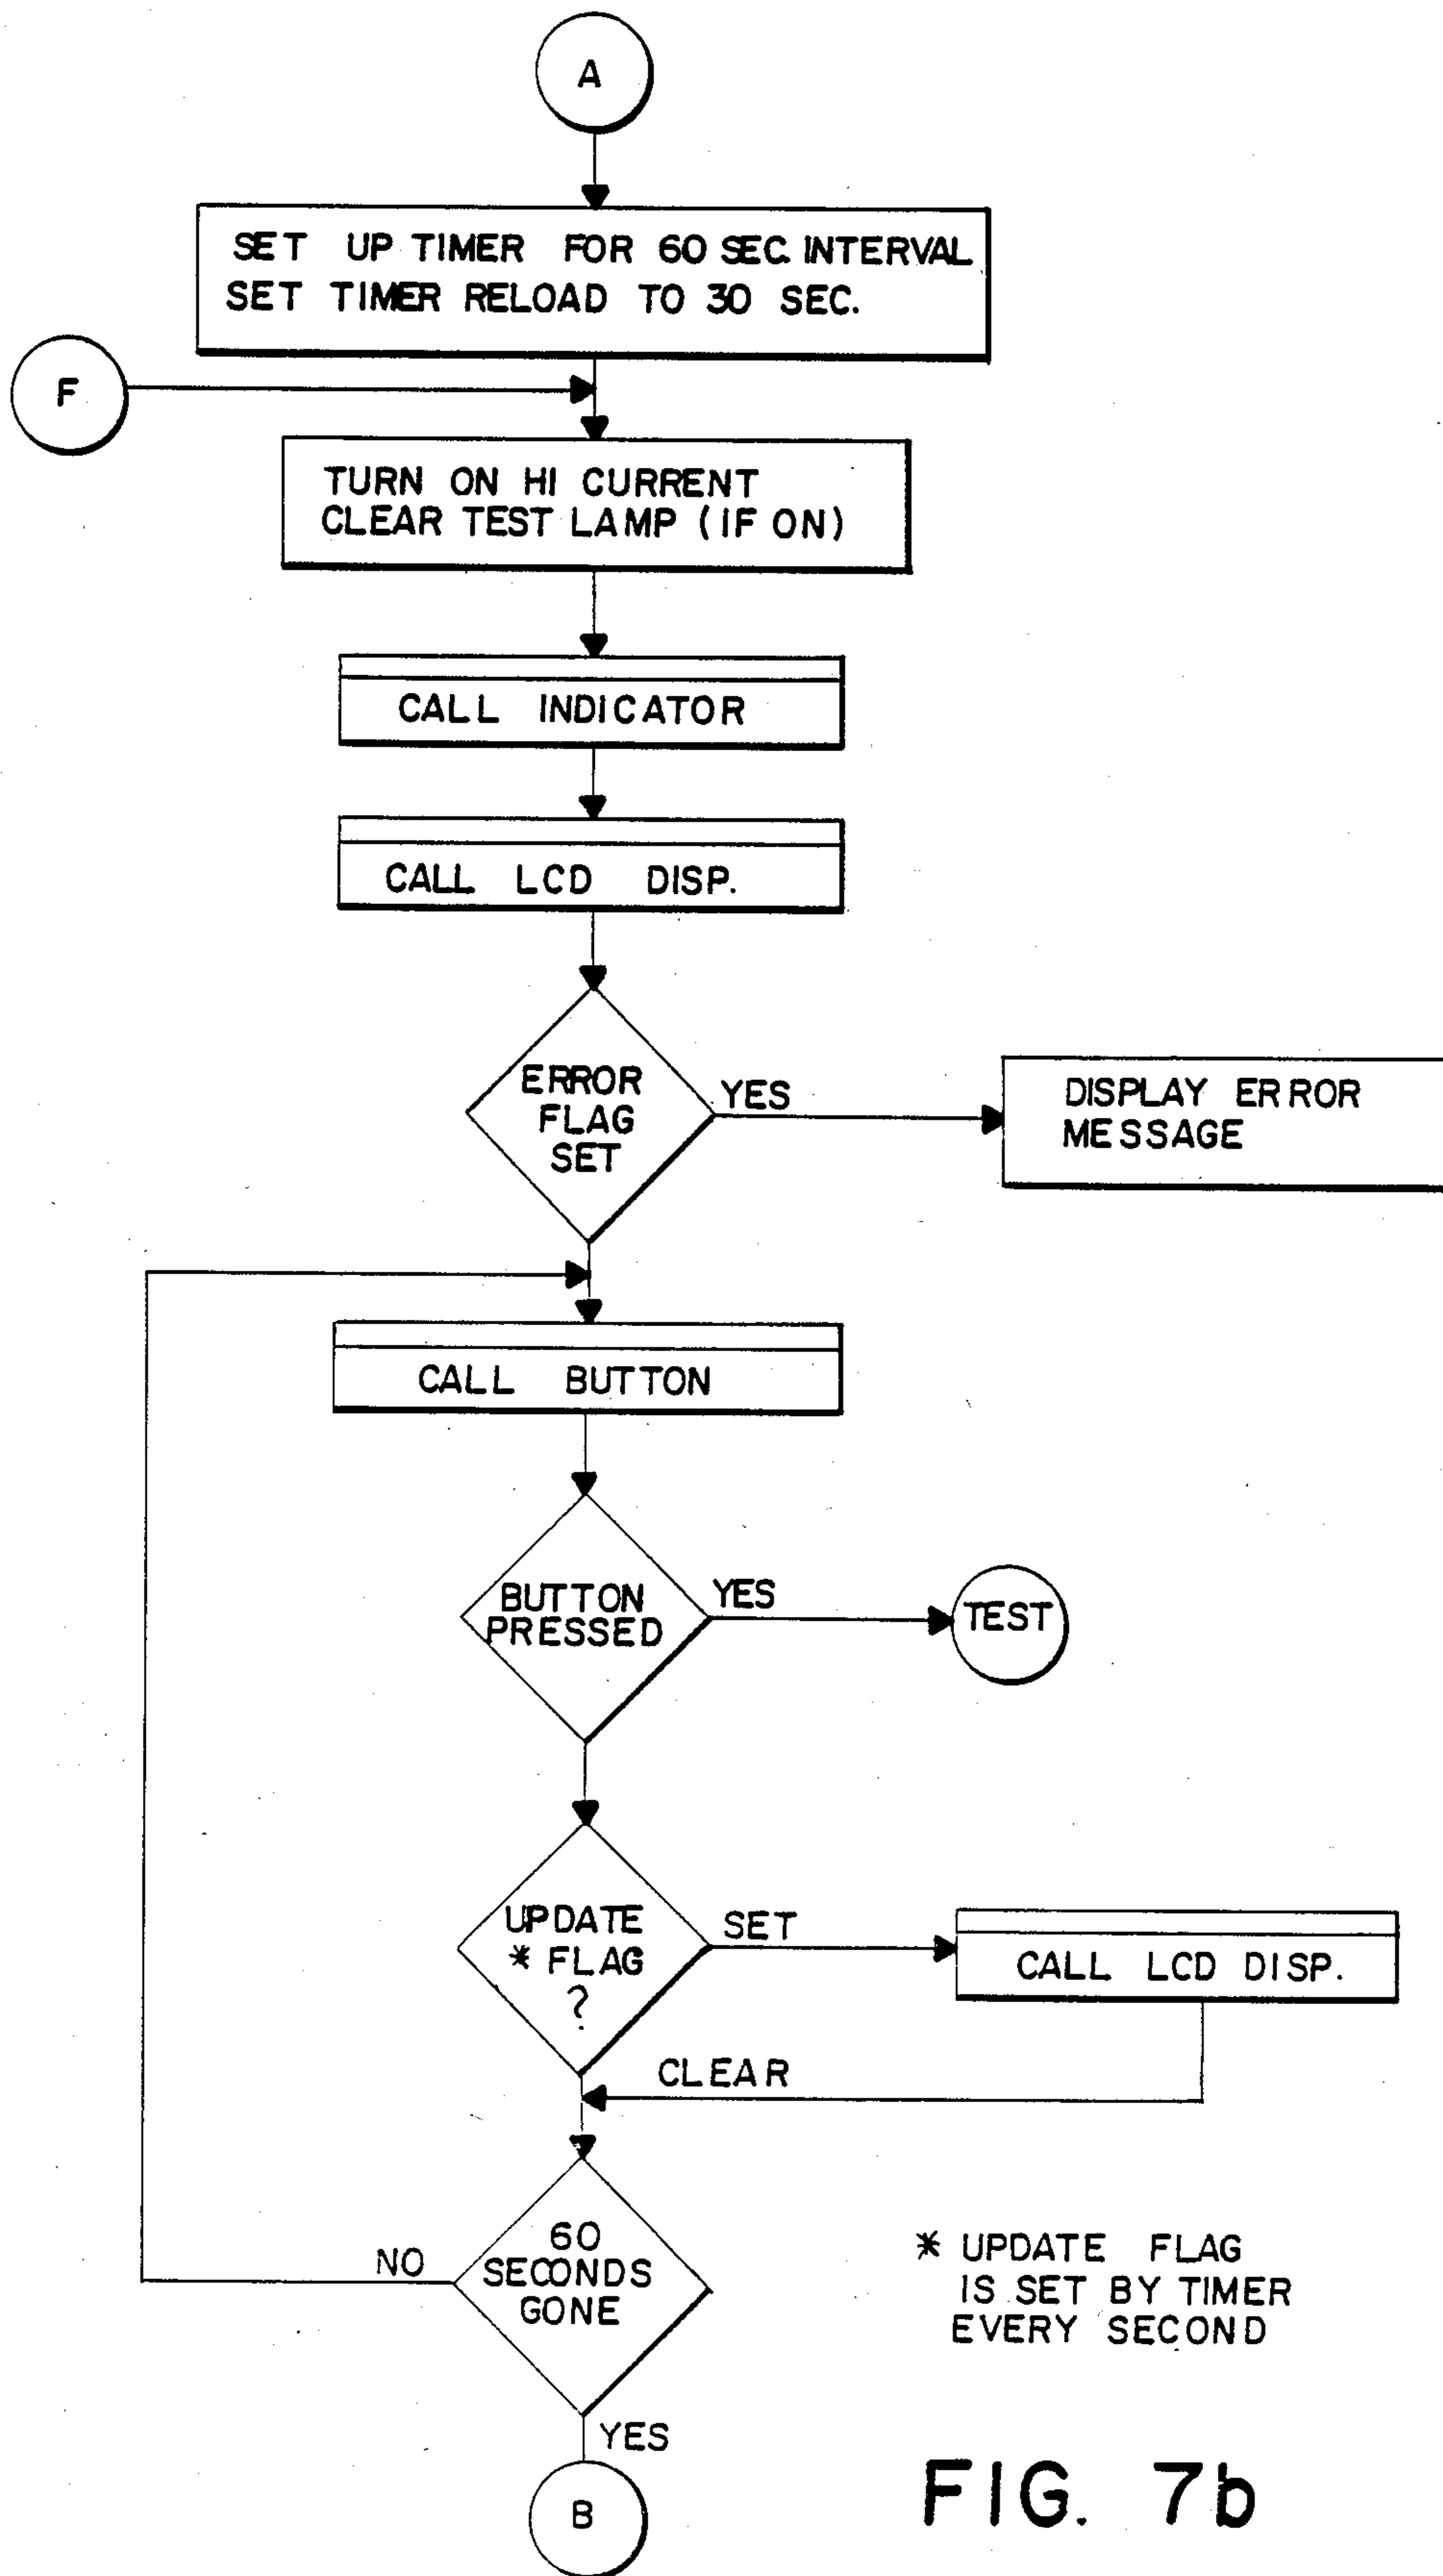 A
SET UP TIMER FOR 60 SEC. INTERVAL
SET TIMER RELOAD TO 30 SEC.
F
TURN ON HI CURRENT
CLEAR TEST LAMP (IF ON)
CALL INDICATOR
CALL LCD DISP.
ERROR
FLAG
SET
YES
DISPLAY ERROR
MESSAGE
CALL BUTTON
BUTTON
PRESSED
YES
TEST
UPDATE
* FLAG
?
SET
CALL LCD DISP.
CLEAR
60
SECONDS
GONE
NO
* UPDATE FLAG
IS SET BY TIMER
EVERY SECOND
YES
B
FIG. 7b